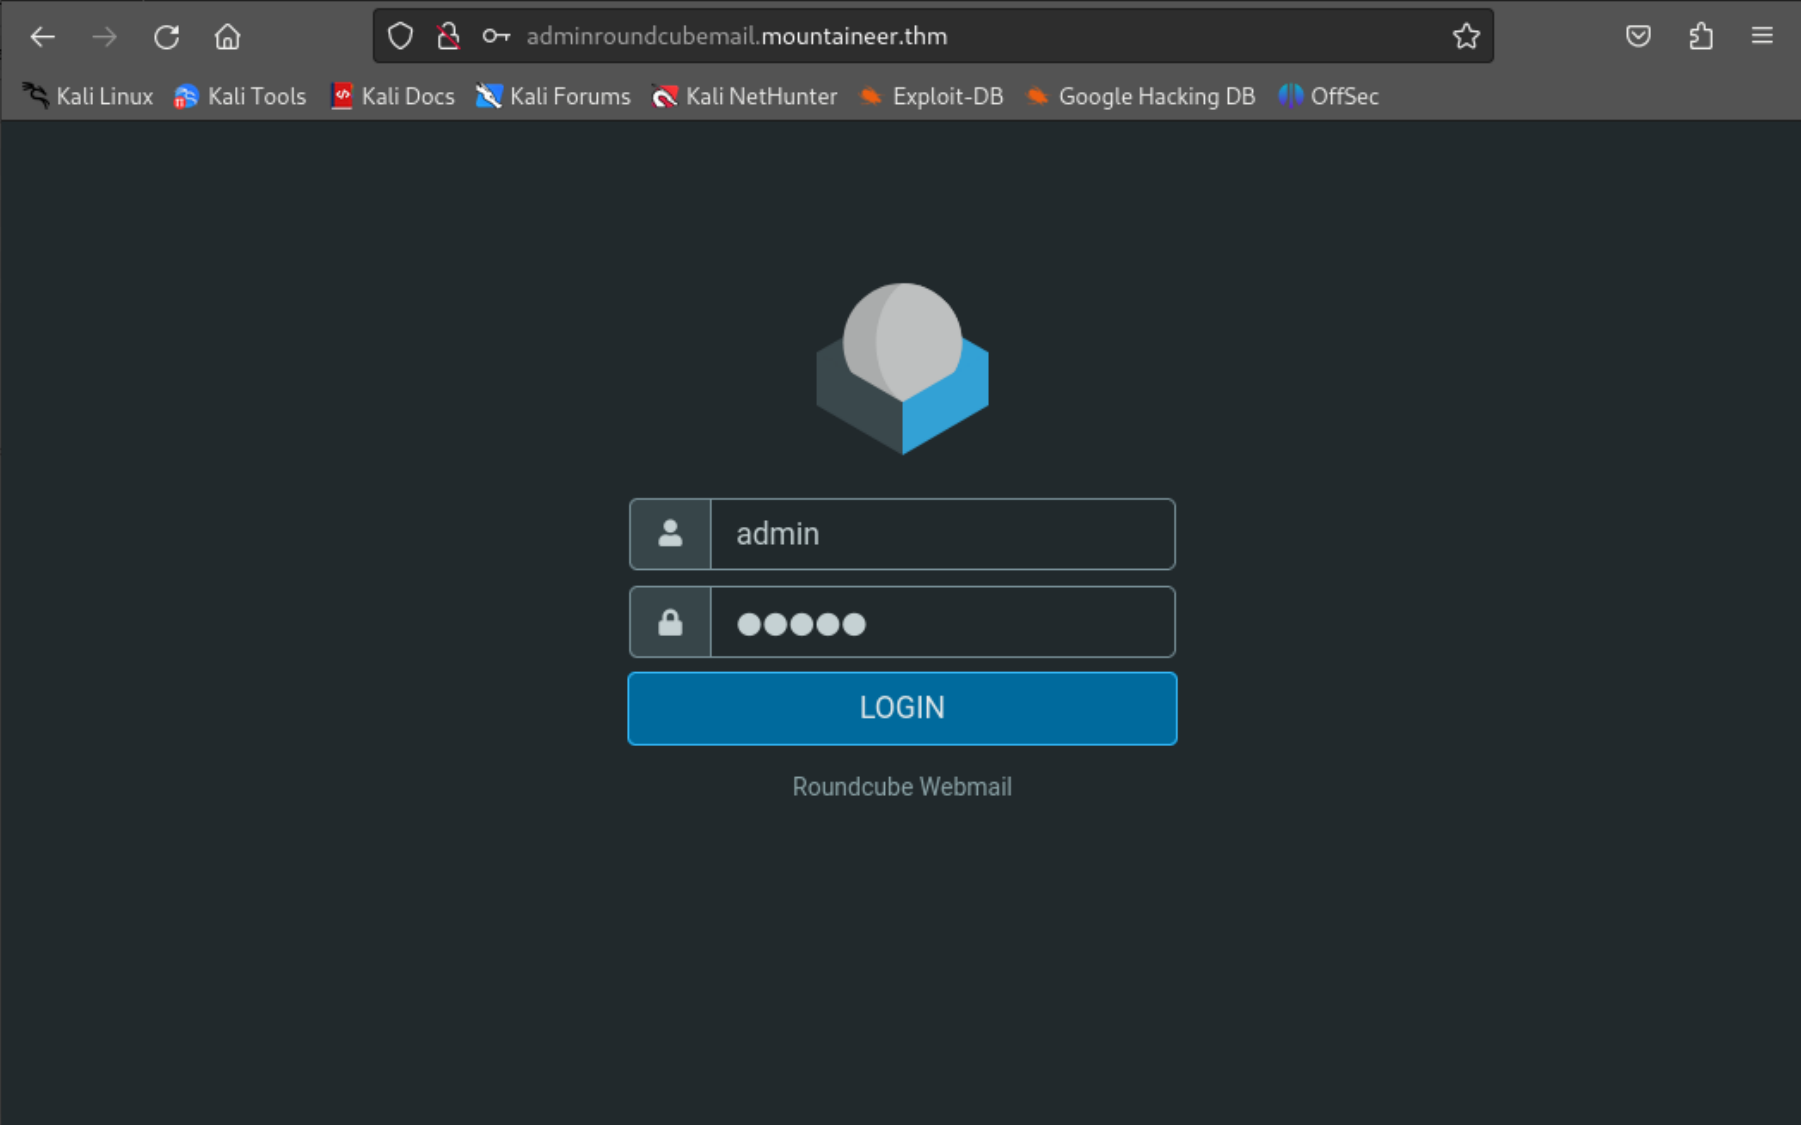 adminroundcubemail.mountaineer.thm
Kali Linux Kali Tools Kali Docs Kali Forums Kali NetHunter Exploit-DB Google Hacking DB OffSec
admin
●●●●●
LOGIN
Roundcube Webmail